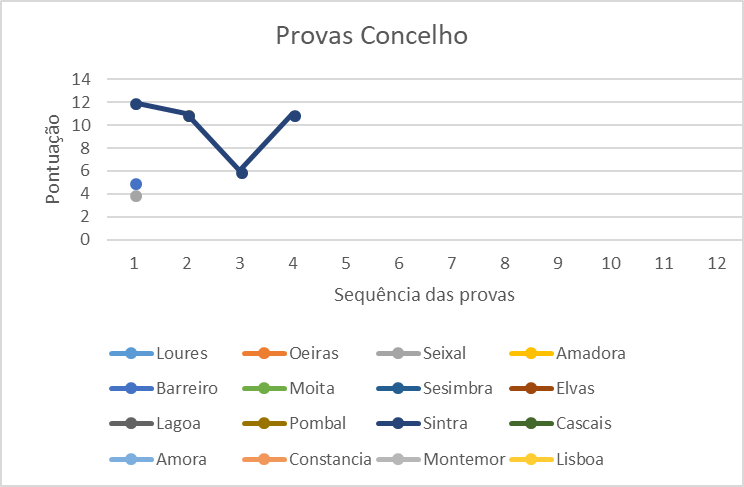 Provas Concelho
14
12
10
8
6
4
2
0
Pontuação
1 2 3 4 5 6 7 8 9 10 11 12
Sequência das provas
Loures Oeiras Seixal Amadora
Barreiro Moita Sesimbra Elvas
Lagoa Pombal Sintra Cascais
Amora Constancia Montemor Lisboa